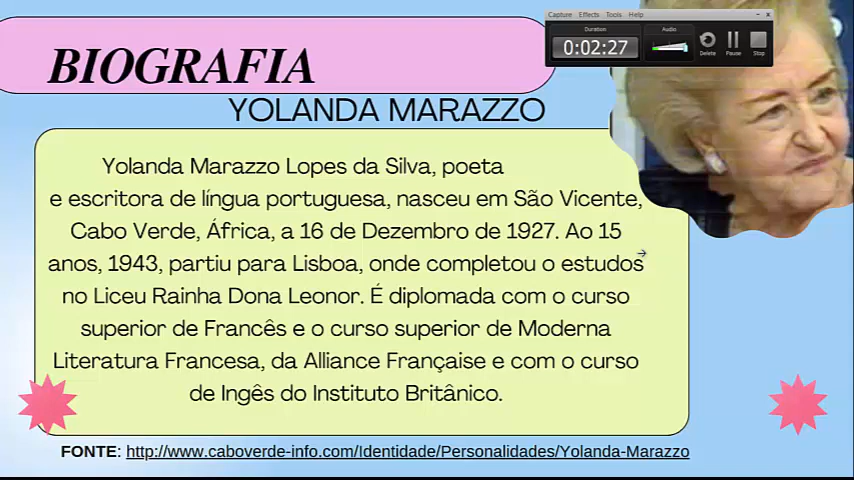 Capture Effects Tools Help
Duration
Audio
0:02:27
Delete Pause Stop
BIOGRAFIA
YOLANDA MARAZZO
Yolanda Marazzo Lopes da Silva, poeta
e escritora de língua portuguesa, nasceu em São Vicente,
Cabo Verde, África, a 16 de Dezembro de 1927. Ao 15
anos, 1943, partiu para Lisboa, onde completou o estudos
no Liceu Rainha Dona Leonor. É diplomada com o curso
superior de Francês e o curso superior de Moderna
Literatura Francesa, da Alliance Française e com o curso
de Ingês do Instituto Britânico.
FONTE: http://www.caboverde-info.com/Identidade/Personalidades/Yolanda-Marazzo